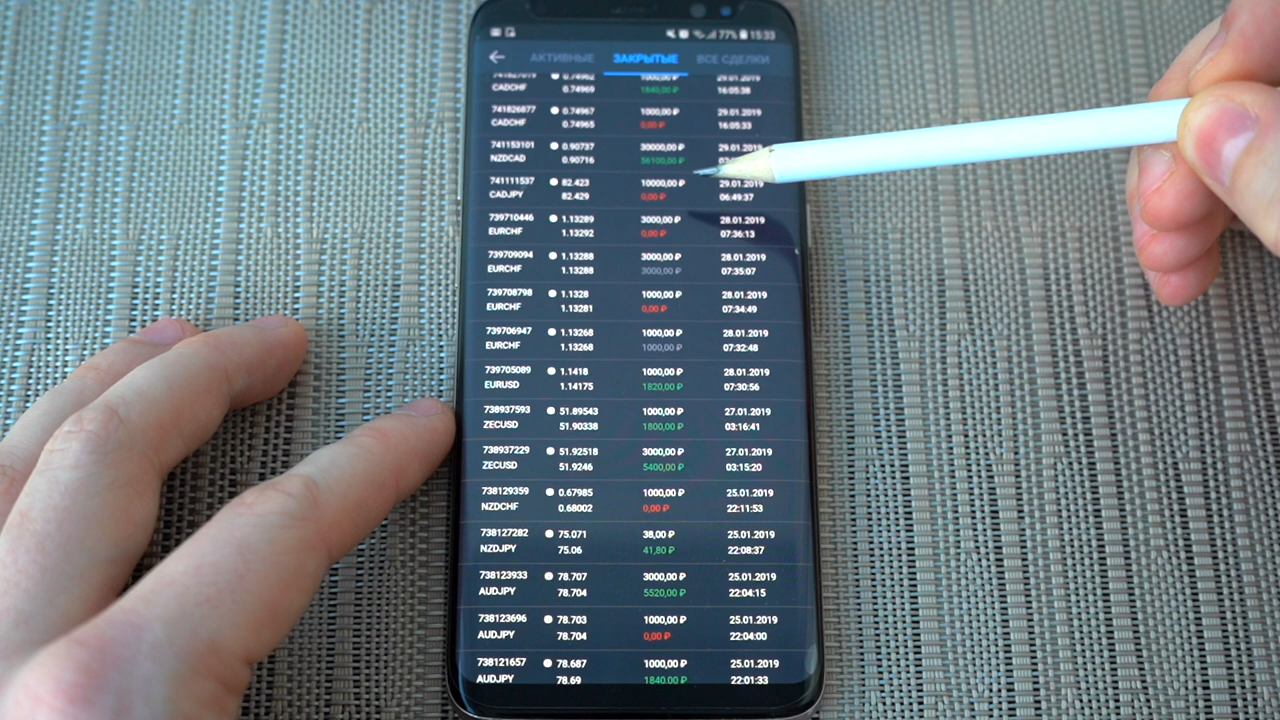 77% 15:33
АКТИВНЫЕ ЗАКРЫТЫЕ ВСЕ СДЕЛКИ
741827019 0.74962 1000,00 ₽ 29.01.2019
CADCHF 0.74969 1840,00 ₽ 16:05:38
741826877 0.74967 1000,00 ₽ 29.01.2019
CADCHF 0.74965 0,00 ₽ 16:05:33
741153101 0.90737 30000,00 ₽ 29.01.2019
NZDCAD 0.90716 56100,00 ₽
741111537 82.423 10000,00 ₽ 29.01.2019
CADJPY 82.429 0,00 ₽ 06:49:37
739710446 1.13289 3000,00 ₽ 28.01.2019
EURCHF 1.13292 0,00 ₽ 07:36:13
739709094 1.13288 3000,00 ₽ 28.01.2019
EURCHF 1.13288 3000,00 ₽ 07:35:07
739708798 1.1328 1000,00 ₽ 28.01.2019
EURCHF 1.13281 0,00 ₽ 07:34:49
739706947 1.13268 1000,00 ₽ 28.01.2019
EURCHF 1.13268 1000,00 ₽ 07:32:48
739705089 1.1418 1000,00 ₽ 28.01.2019
EURUSD 1.14175 1820,00 ₽ 07:30:56
738937593 51.89543 1000,00 ₽ 27.01.2019
ZECUSD 51.90338 1800,00 ₽ 03:16:41
738937229 51.92518 3000,00 ₽ 27.01.2019
ZECUSD 51.9246 5400,00 ₽ 03:15:20
738129359 0.67985 1000,00 ₽ 25.01.2019
NZDCHF 0.68002 0,00 ₽ 22:11:53
738127282 75.071 38,00 ₽ 25.01.2019
NZDJPY 75.06 41,80 ₽ 22:08:37
738123933 78.707 3000,00 ₽ 25.01.2019
AUDJPY 78.704 5520,00 ₽ 22:04:15
738123696 78.703 1000,00 ₽ 25.01.2019
AUDJPY 78.704 0,00 ₽ 22:04:00
738121657 78.687 1000,00 ₽ 25.01.2019
AUDJPY 78.69 1840,00 ₽ 22:01:33